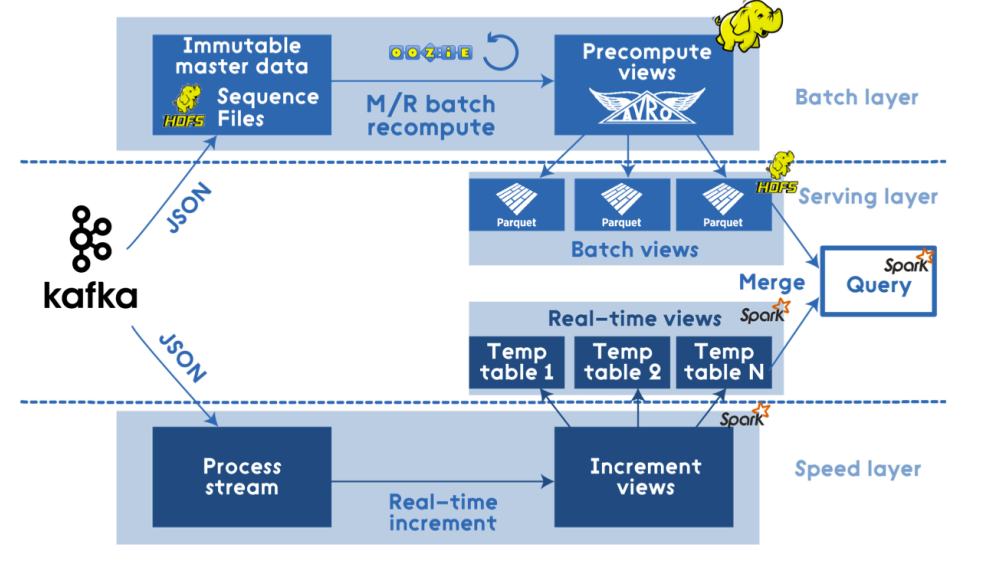 Immutable
master data
HDFS
Sequence
Files
OOZIE
M/R batch
recompute
Precompute
views
AVRO
Batch layer
JSON
kafka
JSON
Parquet
Parquet
Parquet
HDFS
Serving layer
Batch views
Merge
Spark
Query
Real-time views
Spark
Temp
table 1
Temp
table 2
Temp
table N
Process
stream
Real-time
increment
Spark
Increment
views
Speed layer